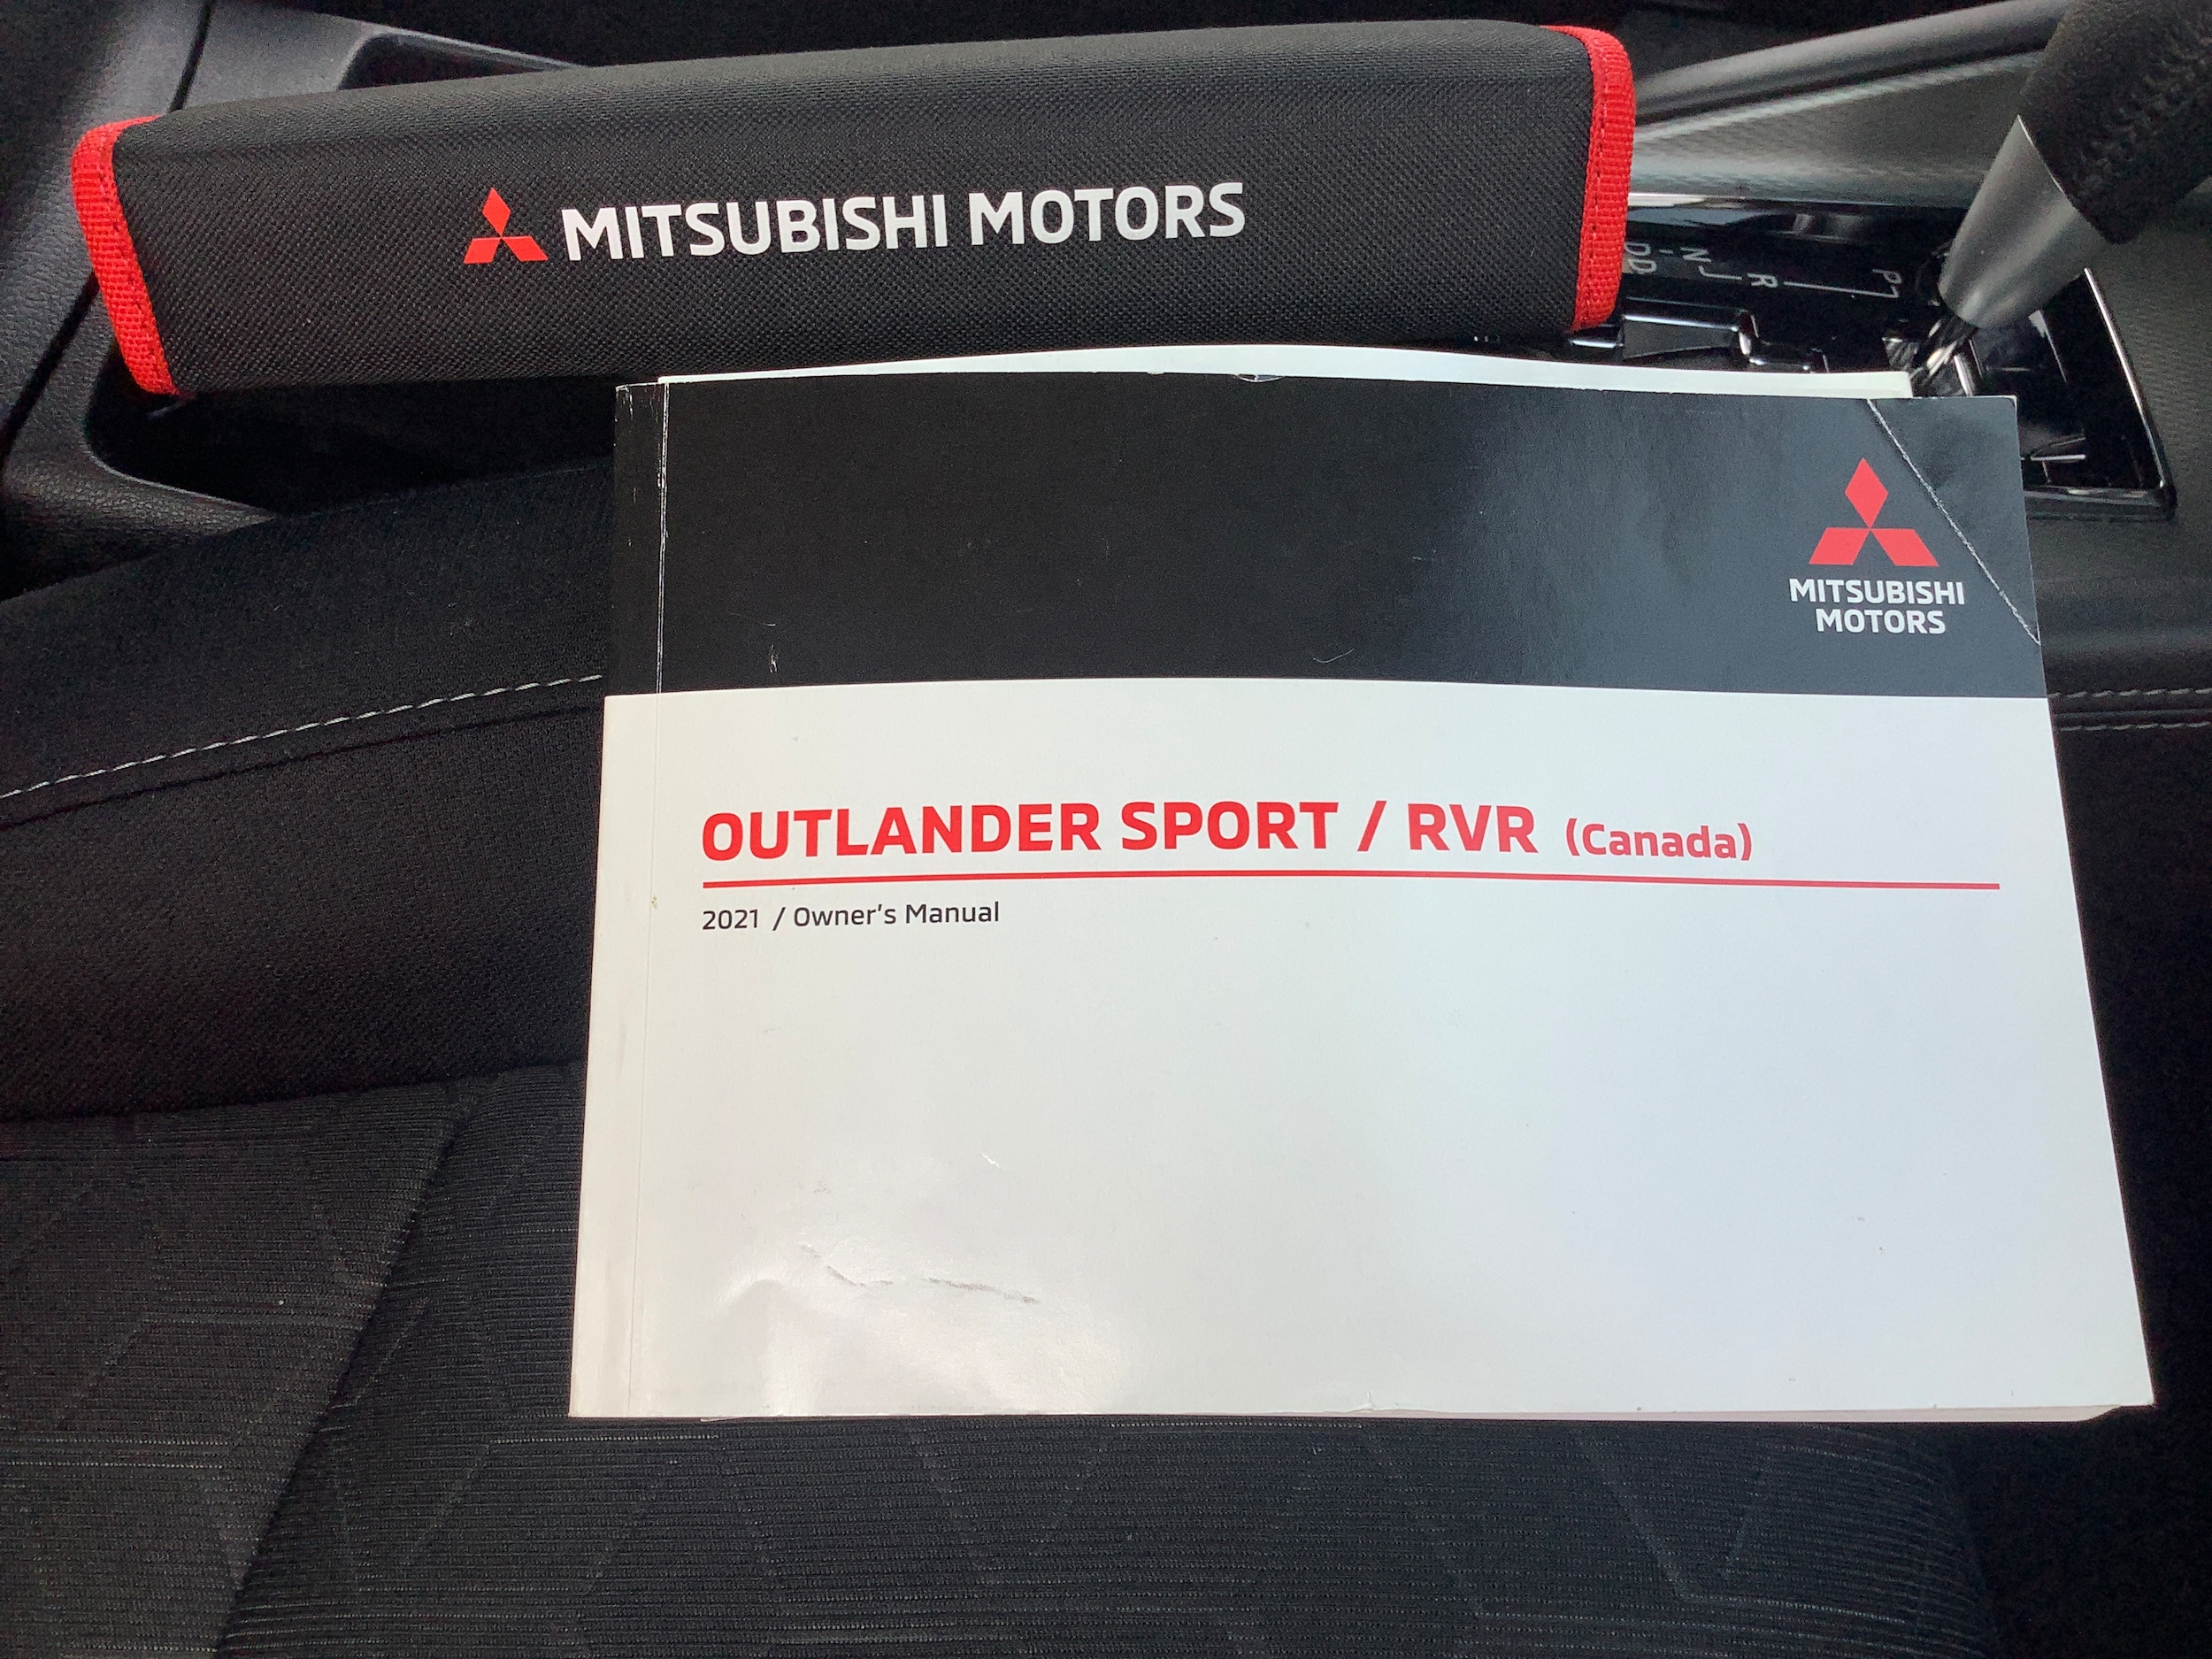 MITSUBISHI MOTORS
P
R
N
D
MITSUBISHI
MOTORS
OUTLANDER SPORT / RVR (Canada)
2021 / Owner's Manual